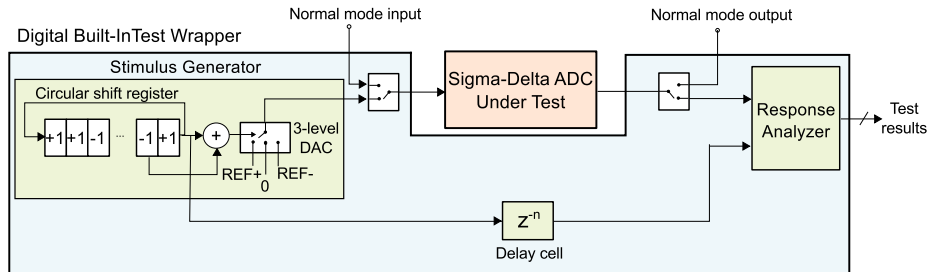 Normal mode input
Normal mode output
Digital Built-InTest Wrapper
Stimulus Generator
Circular shift register
+1 +1 -1 ... -1 +1
+
3-level
DAC
REF+
0
REF-
Sigma-Delta ADC
Under Test
Response
Analyzer
Test
results
z-n
Delay cell